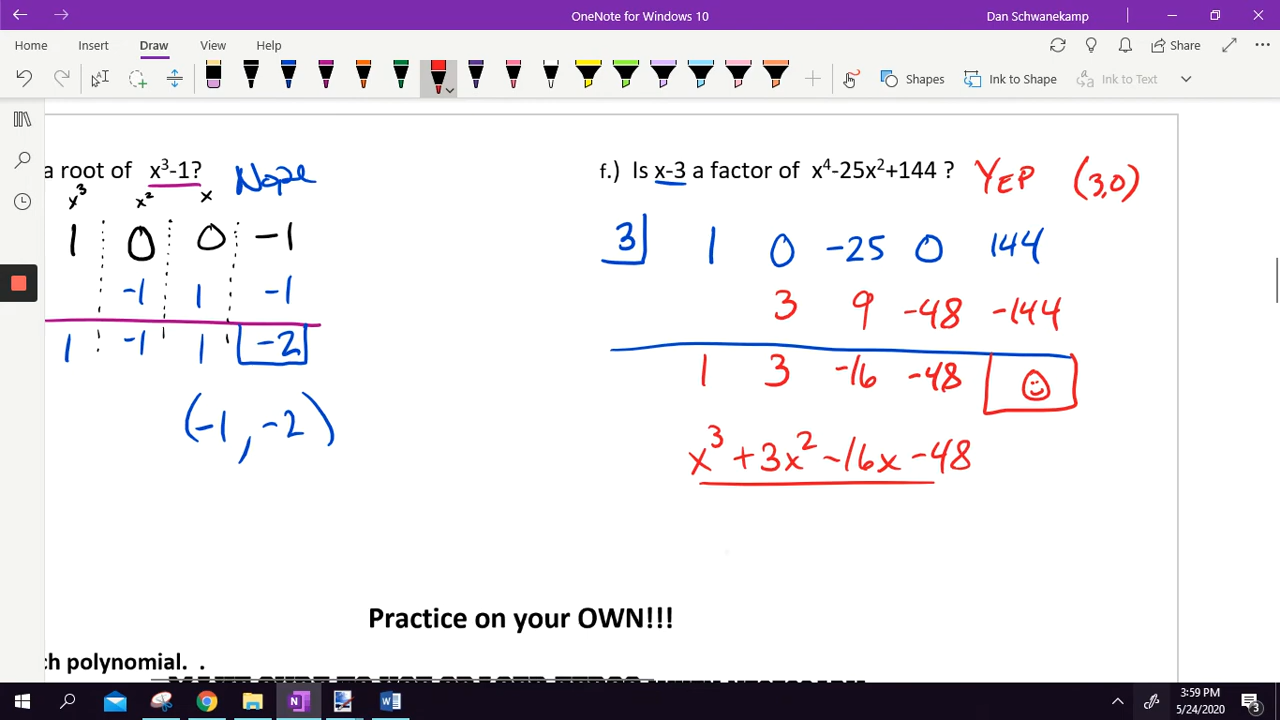 OneNote for Windows 10
Dan Schwanekamp
Home Insert Draw View Help
Share
Shapes Ink to Shape Ink to Text
a root of x³-1? Nope
x³ x² x
1 0 0 -1
-1 1 -1
1 -1 1 -2
(-1, -2)
f.) Is x-3 a factor of x⁴-25x²+144 ? YEP (3,0)
3 1 0 -25 0 144
3 9 -48 -144
1 3 -16 -48
x³ +3x² -16x -48
Practice on your OWN!!!
ch polynomial. .
3:59 PM
5/24/2020
3